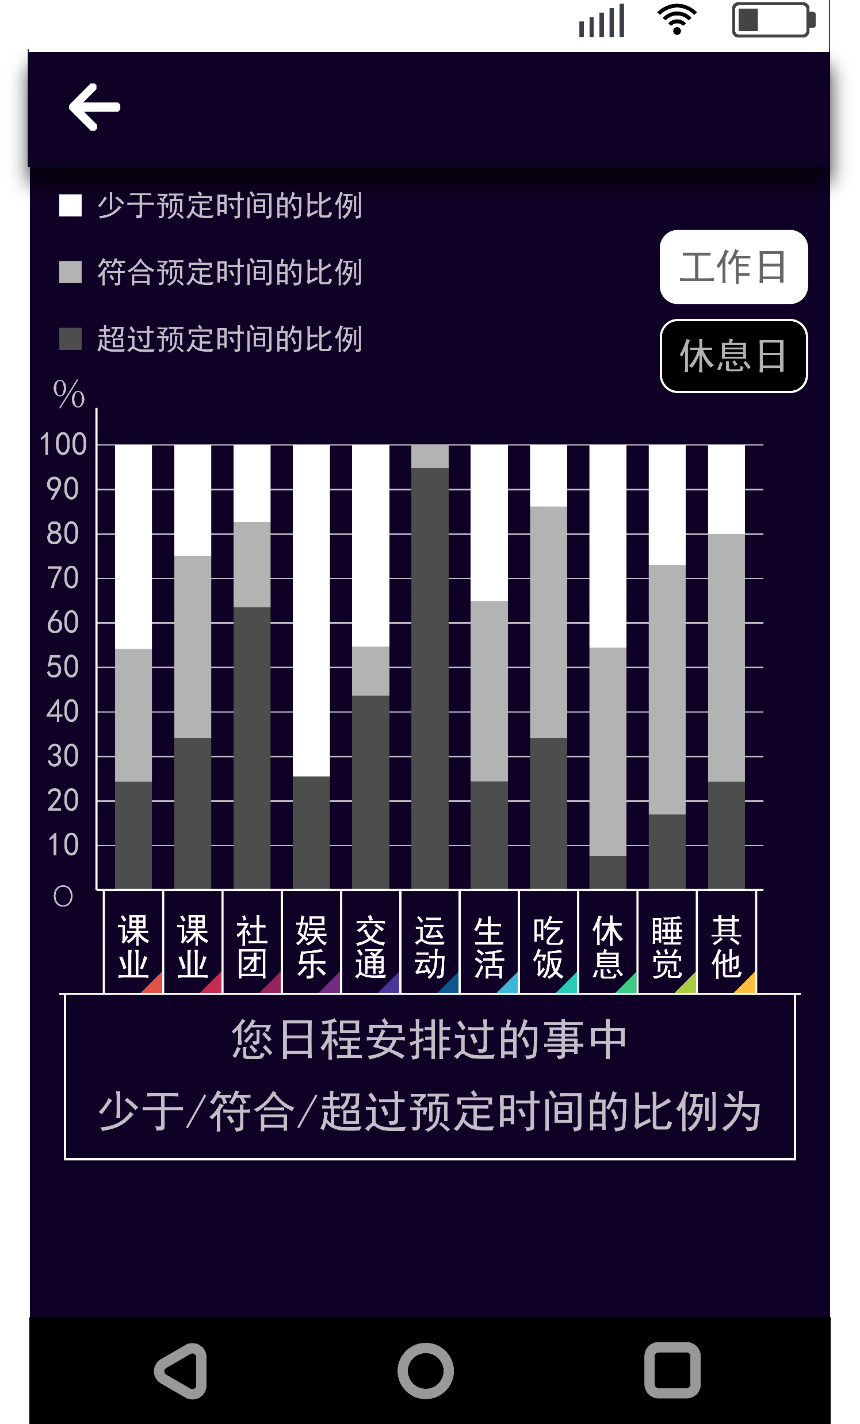 少于预定时间的比例
符合预定时间的比例
工作日
超过预定时间的比例
休息日
%
100
90
80
70
60
50
40
30
20
10
0
课业
课业
社团
娱乐
交通
运动
生活
吃饭
休息
睡觉
其他
您日程安排过的事中
少于/符合/超过预定时间的比例为